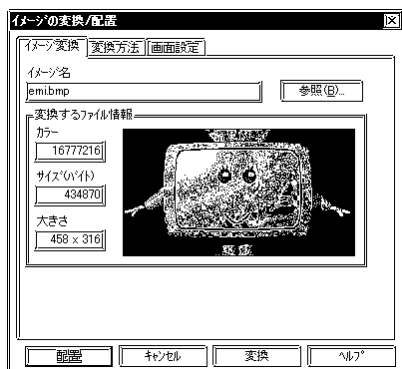 イメージの変換/配置
イメージ変換 変換方法 画面設定
イメージ名
emi.bmp 参照(B)...
変換するファイル情報
カラー
16777216
サイズ(バイト)
434870
大きさ
458 x 316
配置 キャンセル 変換 ヘルプ